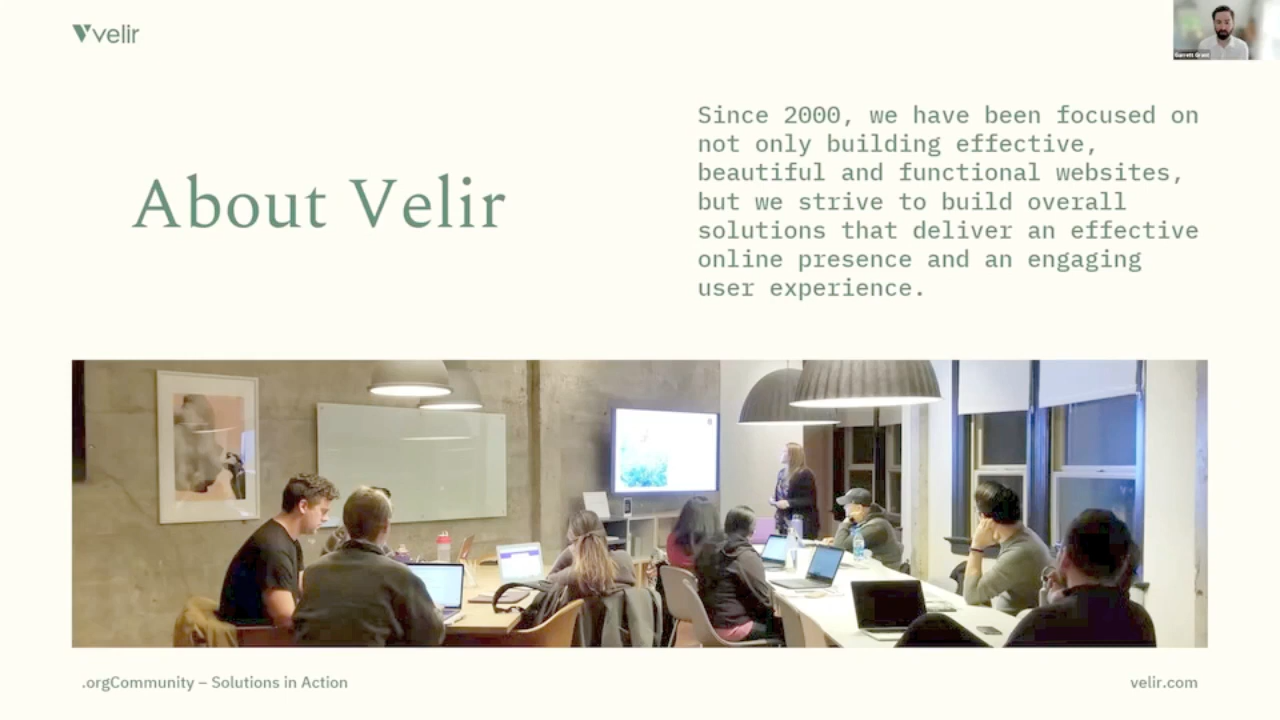 velir
Garrett Grant
About Velir
Since 2000, we have been focused on
not only building effective,
beautiful and functional websites,
but we strive to build overall
solutions that deliver an effective
online presence and an engaging
user experience.
.orgCommunity – Solutions in Action
velir.com